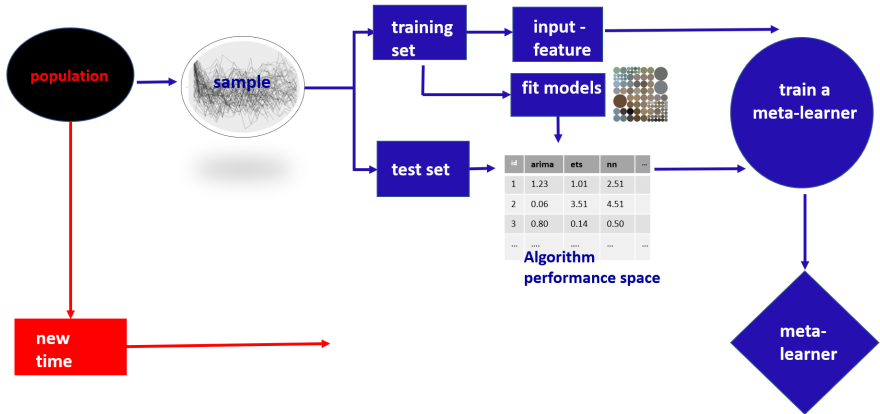 population
sample
training
set
input -
feature
fit models
train a
meta-learner
test set
id arima ets nn ...
1 1.23 1.01 2.51
2 0.06 3.51 4.51
3 0.80 0.14 0.50
... .... .... ... ...
Algorithm
performance space
new
time
meta-
learner